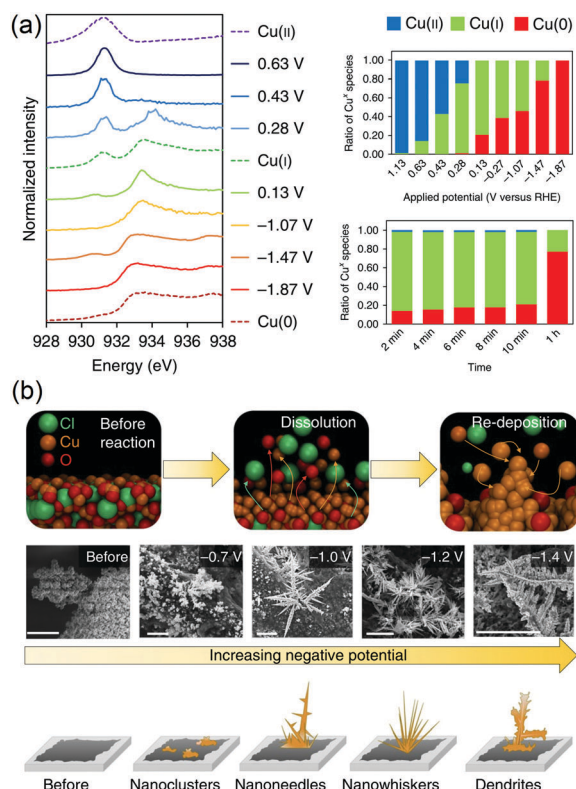 (a)
Normalized intensity
Cu(II)
0.63 V
0.43 V
0.28 V
Cu(I)
0.13 V
−1.07 V
−1.47 V
−1.87 V
Cu(0)
928 930 932 934 936 938
Energy (eV)
Cu(II) Cu(I) Cu(0)
Ratio of Cuˣ species
1.00
0.80
0.60
0.40
0.20
0.00
1.13 0.63 0.43 0.28 0.13 −0.27 −1.07 −1.47 −1.87
Applied potential (V versus RHE)
Ratio of Cuˣ species
1.00
0.80
0.60
0.40
0.20
0.00
2 min 4 min 6 min 8 min 10 min 1 h
Time
(b)
Cl
Cu
O
Before
reaction
Dissolution
Re-deposition
Before
−0.7 V
−1.0 V
−1.2 V
−1.4 V
Increasing negative potential
Before Nanoclusters Nanoneedles Nanowhiskers Dendrites